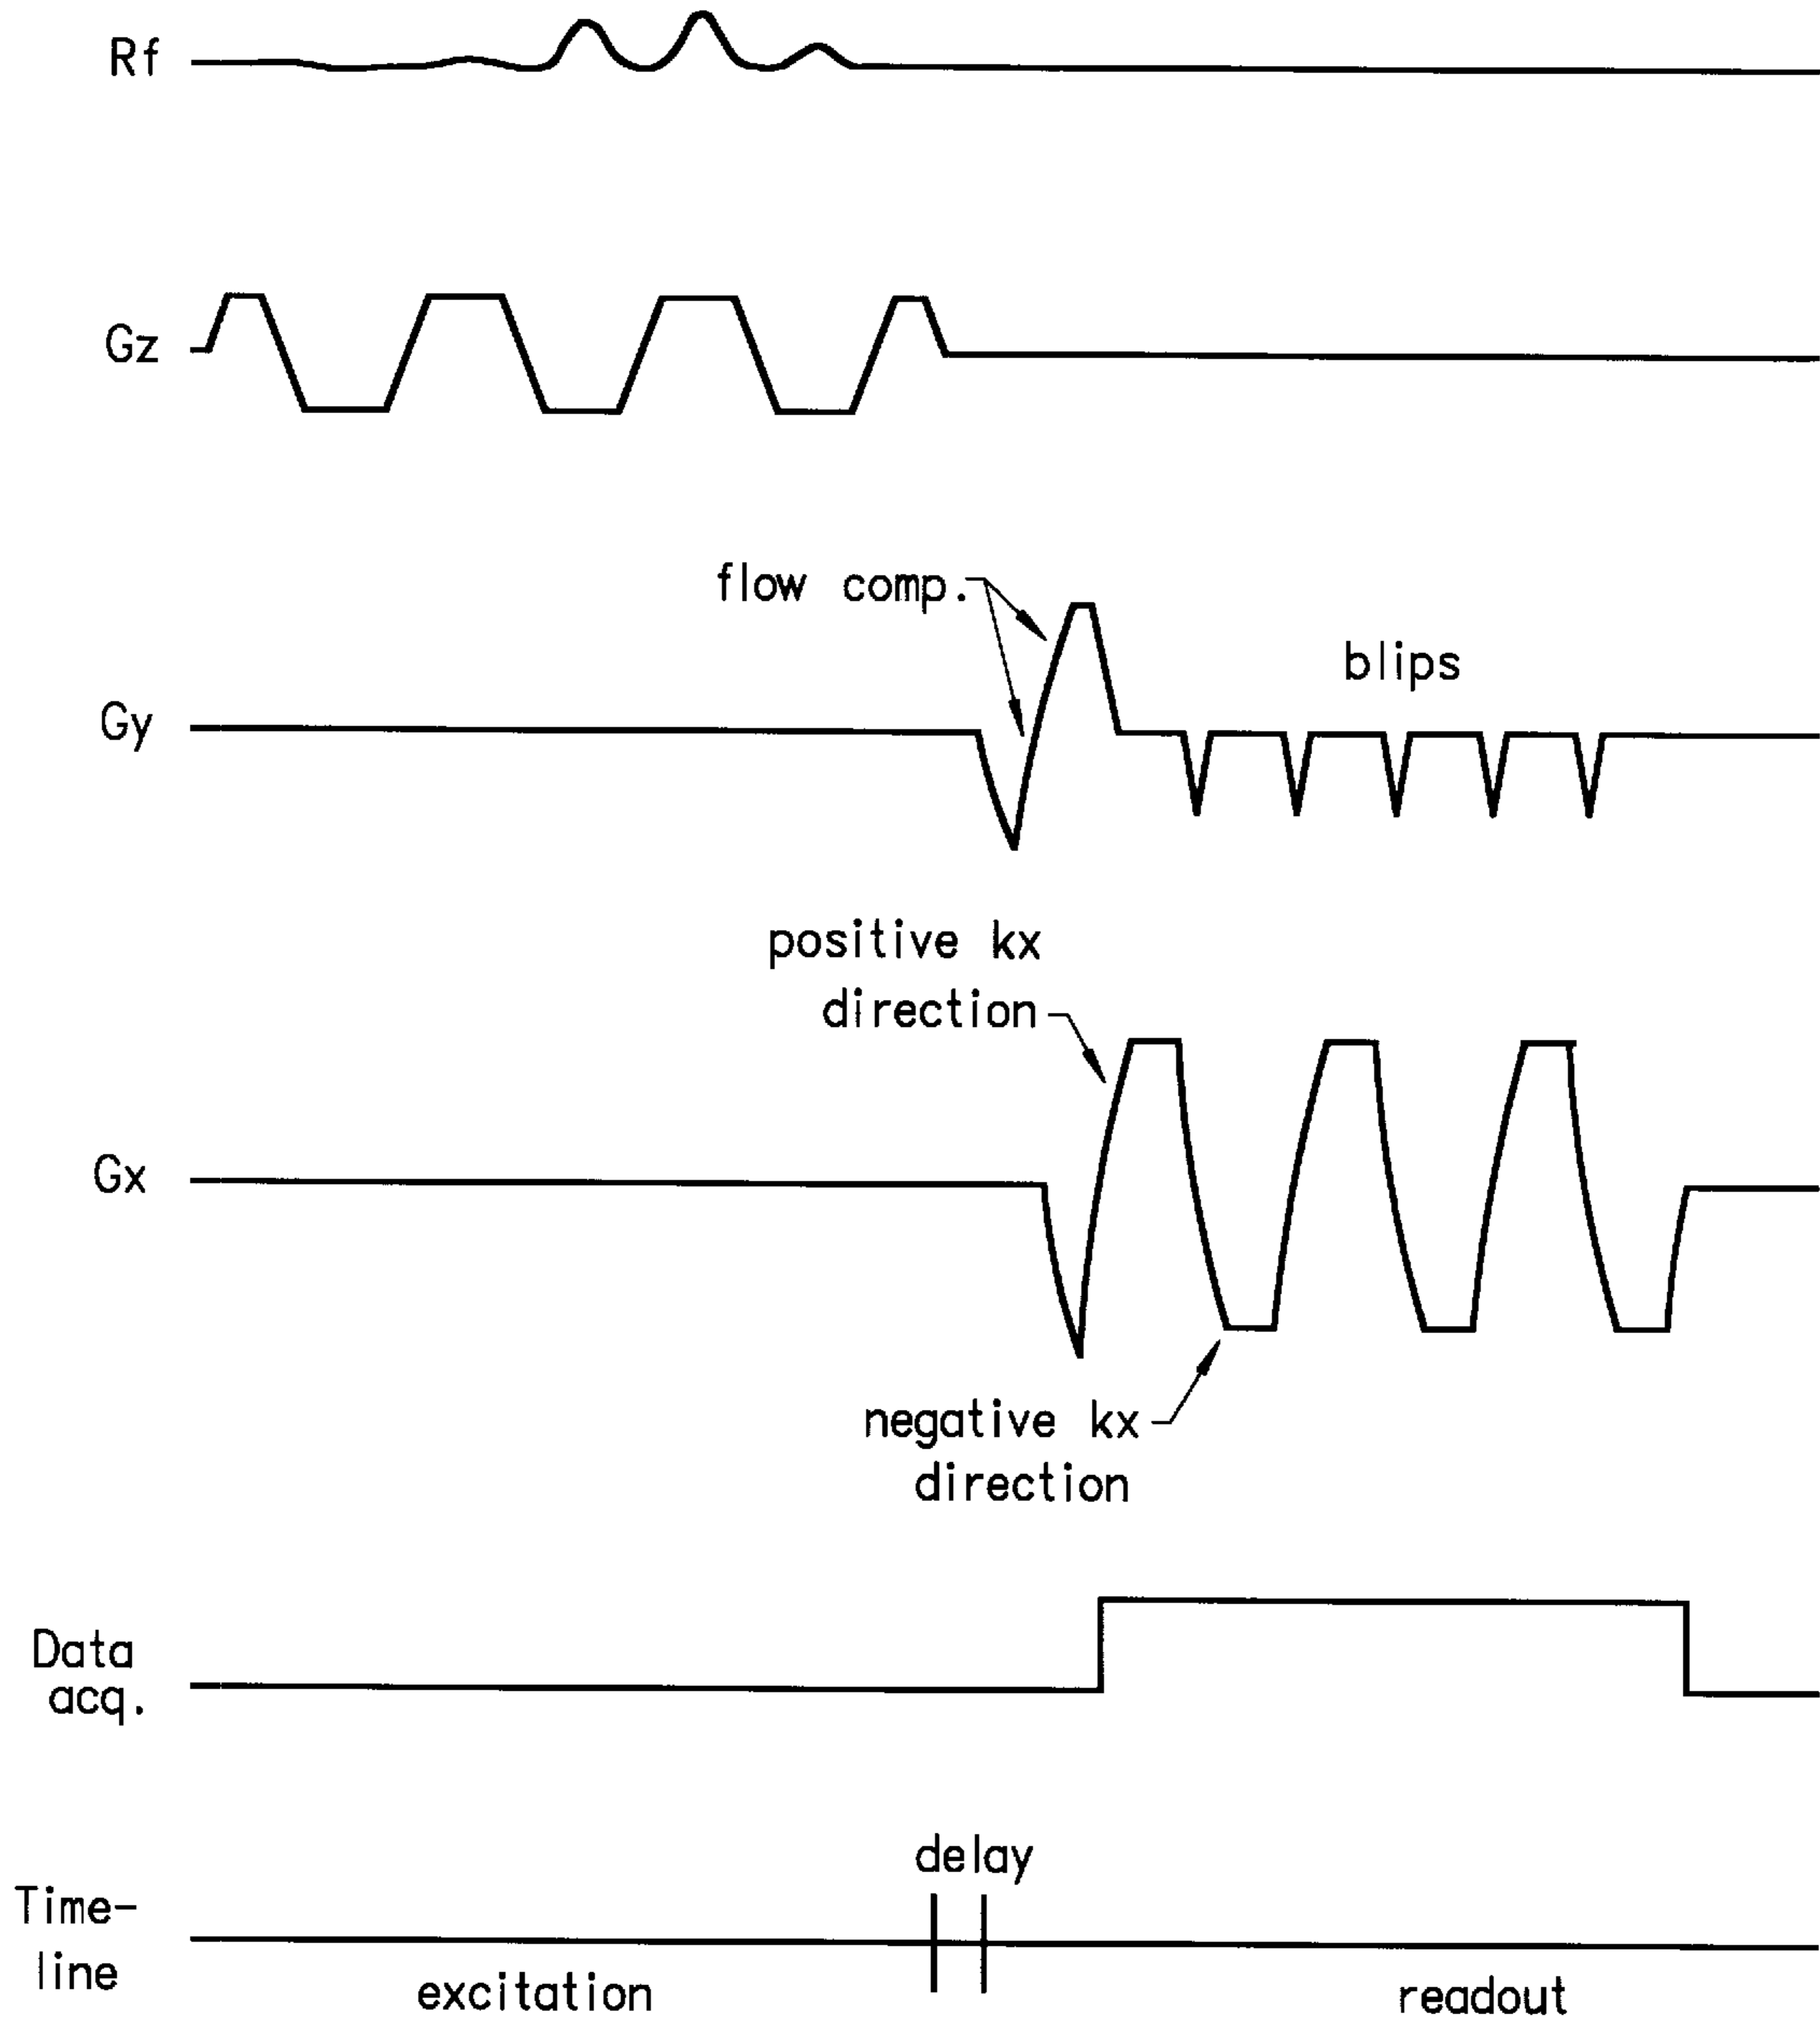 Rf
Gz
flow comp.
blips
Gy
positive kx
direction
Gx
negative kx
direction
Data
acq.
delay
Time-
line
excitation
readout